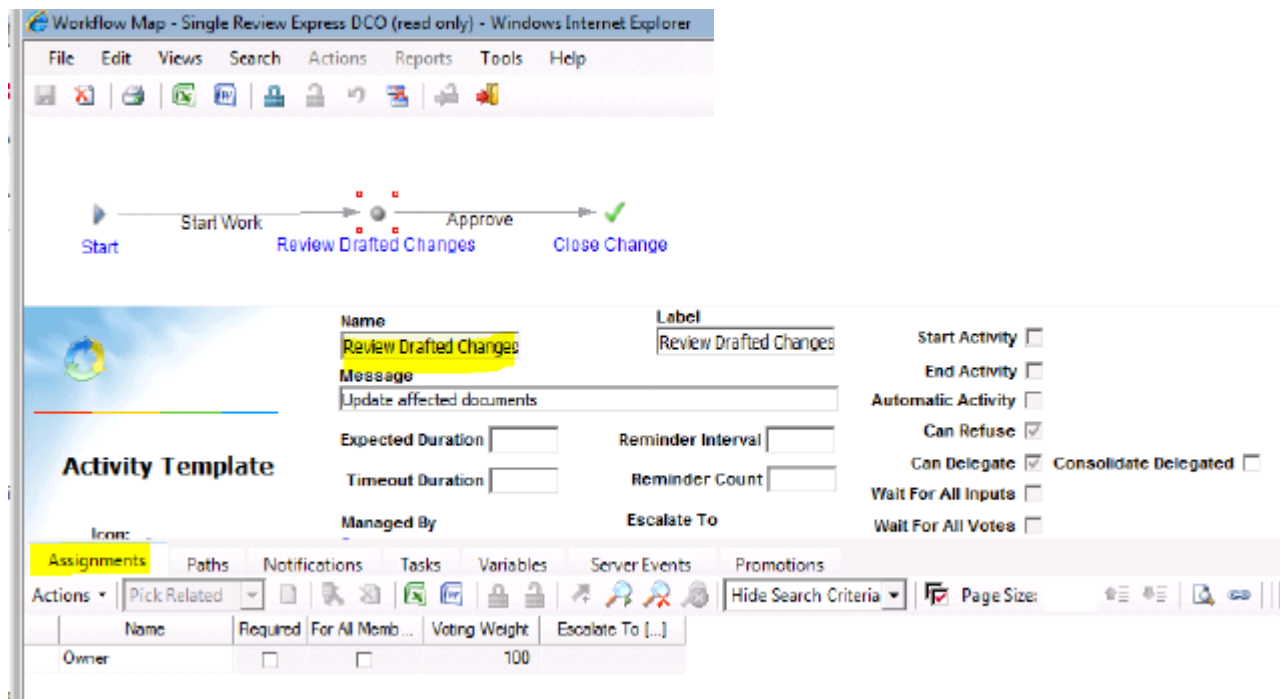 Workflow Map - Single Review Express DCO (read only) - Windows Internet Explorer
File Edit Views Search Actions Reports Tools Help
Start Work Approve
Start Review Drafted Changes Close Change
Name Label
Review Drafted Changes Review Drafted Changes Start Activity
Message End Activity
Update affected documents Automatic Activity
Expected Duration Reminder Interval Can Refuse
Activity Template Can Delegate Consolidate Delegated
Timeout Duration Reminder Count Wait For All Inputs
Managed By Escalate To Wait For All Votes
Icon:
Assignments Paths Notifications Tasks Variables Server Events Promotions
Actions Pick Related Hide Search Criteria Page Size:
Name Required For All Memb... Voting Weight Escalate To [...]
Owner 100